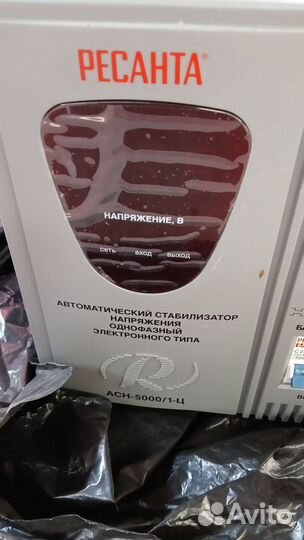 РЕСАНТА®
НАПРЯЖЕНИЕ, В
сеть вход выход
АВТОМАТИЧЕСКИЙ СТАБИЛИЗАТОР
НАПРЯЖЕНИЯ
ОДНОФАЗНЫЙ
ЭЛЕКТРОННОГО ТИПА
R
АСН-5000/1-Ц
Avito